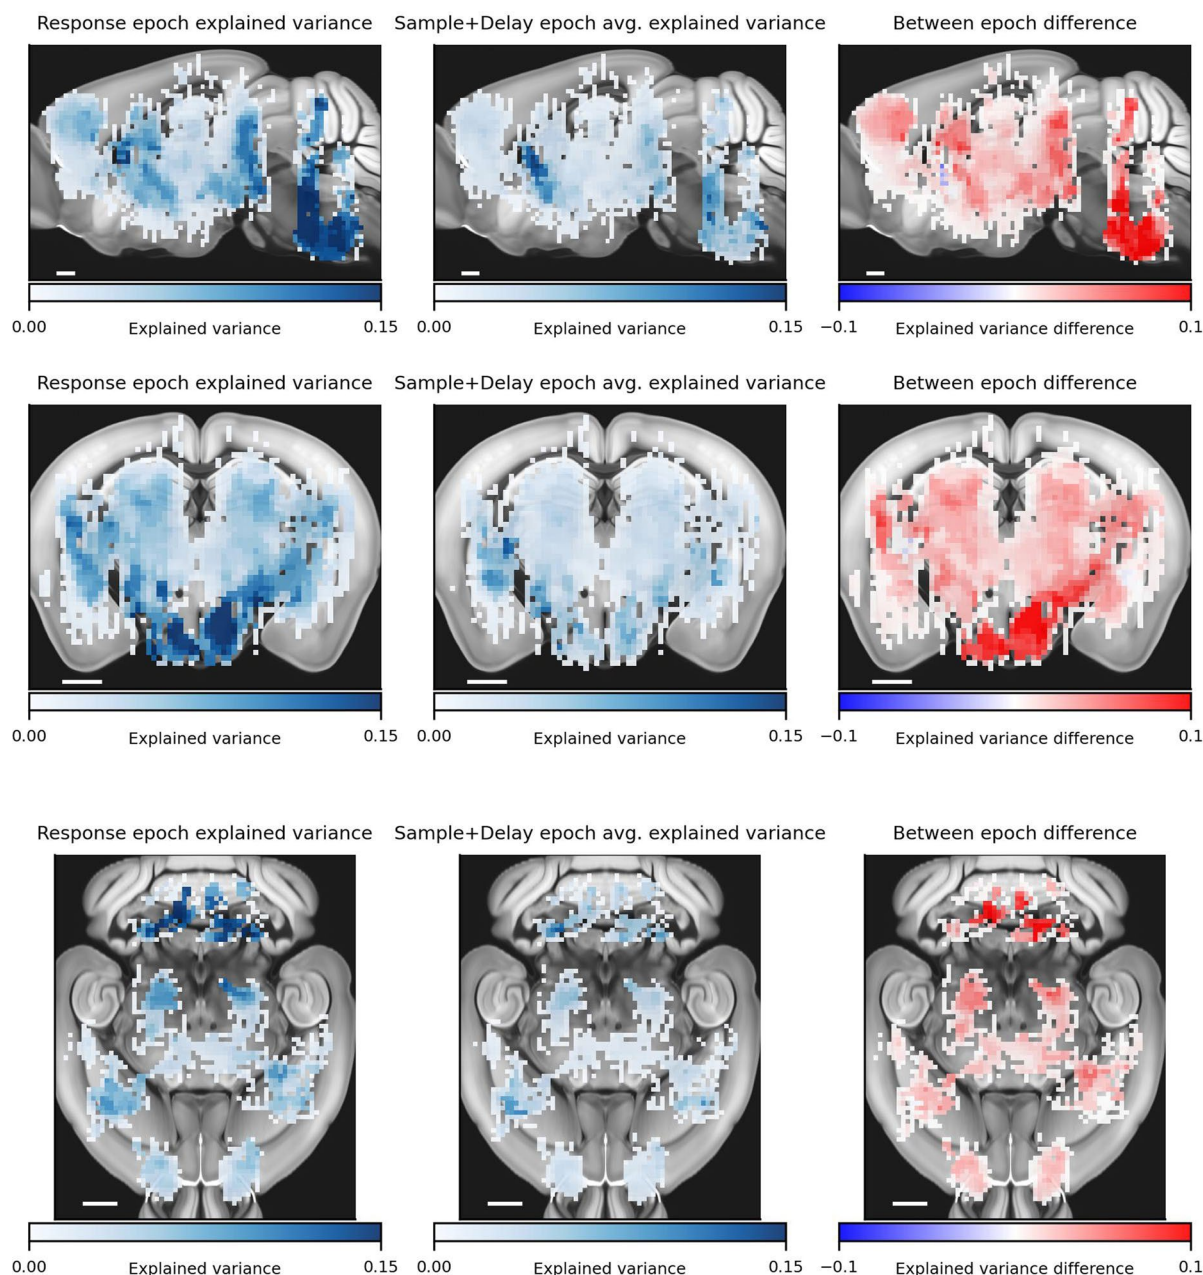 Response epoch explained variance
Sample+Delay epoch avg. explained variance
Between epoch difference
0.00 Explained variance 0.15
0.00 Explained variance 0.15
−0.1 Explained variance difference 0.1
Response epoch explained variance
Sample+Delay epoch avg. explained variance
Between epoch difference
0.00 Explained variance 0.15
0.00 Explained variance 0.15
−0.1 Explained variance difference 0.1
Response epoch explained variance
Sample+Delay epoch avg. explained variance
Between epoch difference
0.00 Explained variance 0.15
0.00 Explained variance 0.15
−0.1 Explained variance difference 0.1